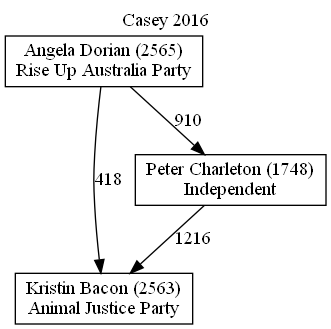 Casey 2016
Angela Dorian (2565)
Rise Up Australia Party
910
Peter Charleton (1748)
Independent
418
1216
Kristin Bacon (2563)
Animal Justice Party